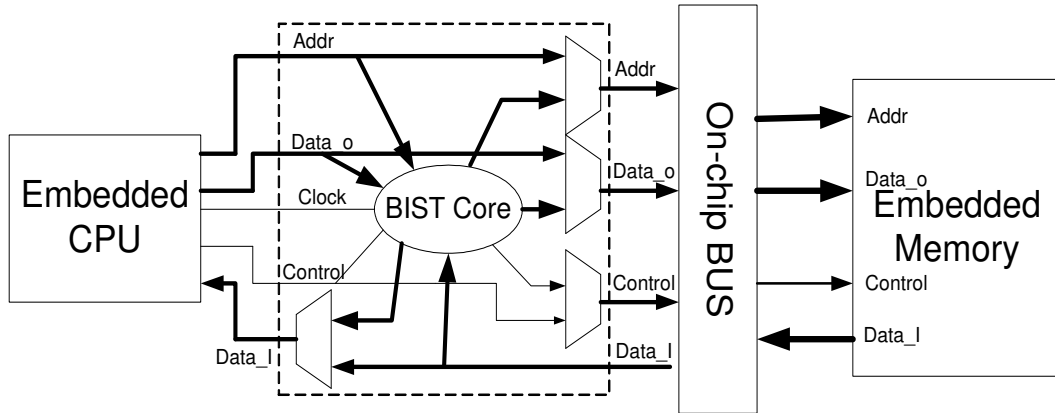 Addr
Addr
Addr
Data_o
Data_o
Data_o
Embedded
CPU
Clock
BIST Core
On-chip BUS
Embedded
Memory
Control
Control
Control
Data_I
Data_I
Data_I